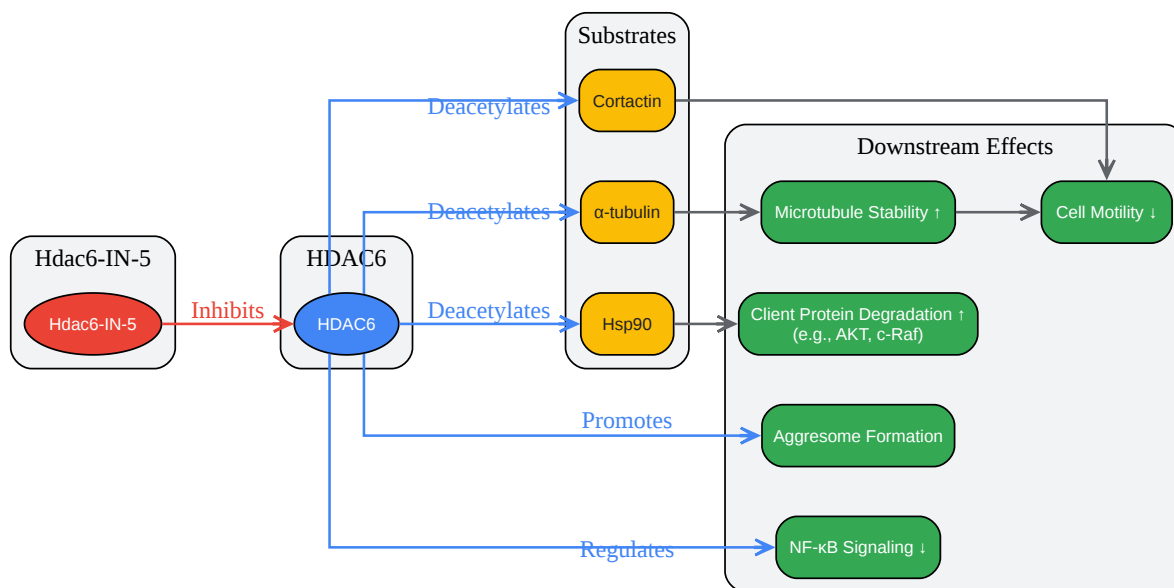 Substrates
Cortactin
Deacetylates
Downstream Effects
Deacetylates
α-tubulin
Microtubule Stability ↑
Cell Motility ↓
Hdac6-IN-5
HDAC6
Hdac6-IN-5
Inhibits
HDAC6
Deacetylates
Hsp90
Client Protein Degradation ↑
(e.g., AKT, c-Raf)
Promotes
Aggresome Formation
Regulates
NF-κB Signaling ↓